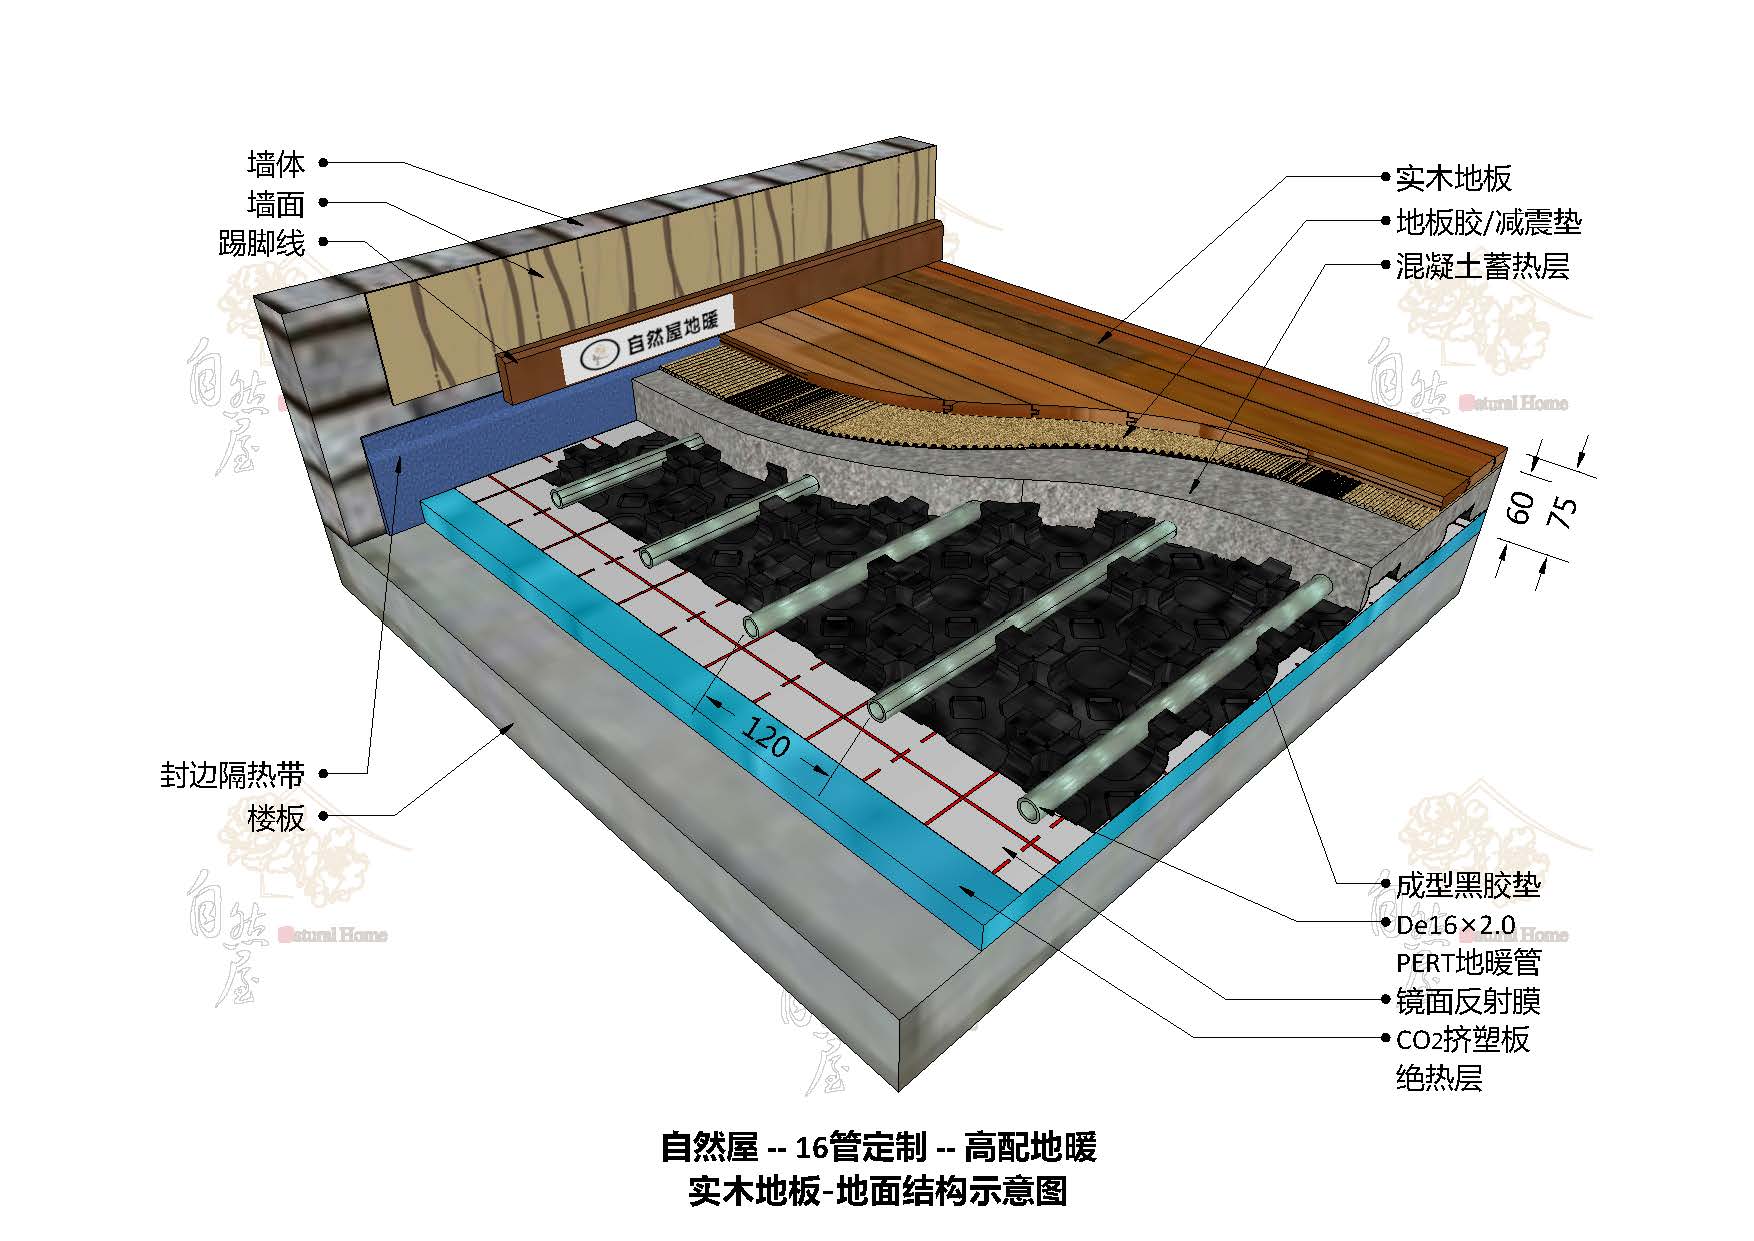 墙体
墙面
踢脚线
实木地板
地板胶/减震垫
混凝土蓄热层
自然屋地暖
60
75
120
封边隔热带
楼板
成型黑胶垫
De16×2.0
PERT地暖管
镜面反射膜
CO2挤塑板
绝热层
自然屋
atural Home
自然屋
atural Home
自然屋
atural Home
自然屋 -- 16管定制 -- 高配地暖
实木地板-地面结构示意图